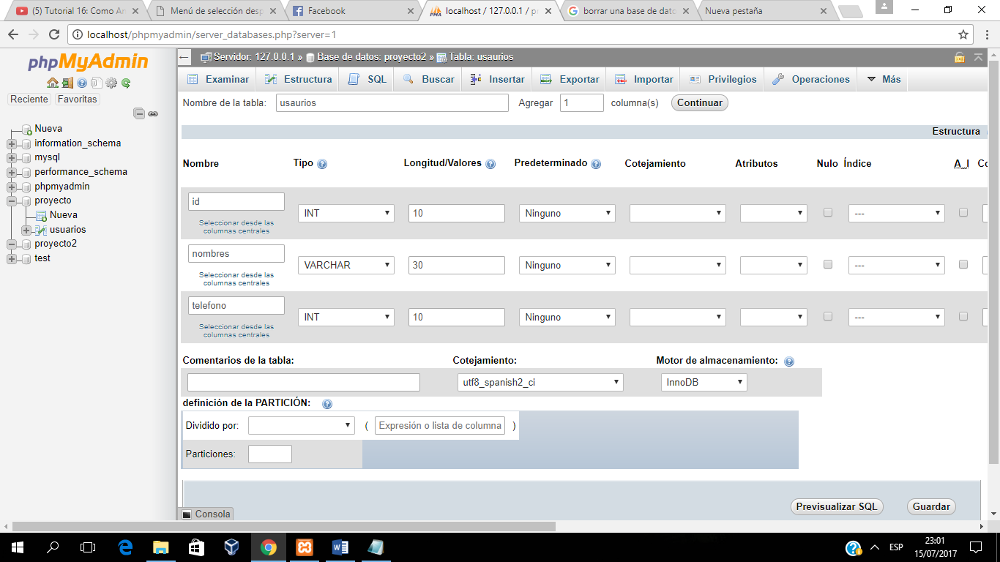 (5) Tutorial 16: Como An
Menú de selección desp
Facebook
localhost / 127.0.0.1 / p
borrar una base de dato
Nueva pestaña
localhost/phpmyadmin/server_databases.php?server=1
phpMyAdmin
Reciente Favoritas
Nueva
information_schema
mysql
performance_schema
phpmyadmin
proyecto
Nueva
usuarios
proyecto2
test
Servidor: 127.0.0.1 » Base de datos: proyecto2 » Tabla: usaurios
Examinar Estructura SQL Buscar Insertar Exportar Importar Privilegios Operaciones Más
Nombre de la tabla: usaurios Agregar 1 columna(s) Continuar
Estructura
Nombre Tipo Longitud/Valores Predeterminado Cotejamiento Atributos Nulo Índice A_I Co
id INT 10 Ninguno ---
Seleccionar desde las
columnas centrales
nombres VARCHAR 30 Ninguno ---
Seleccionar desde las
columnas centrales
telefono INT 10 Ninguno ---
Seleccionar desde las
columnas centrales
Comentarios de la tabla: Cotejamiento: Motor de almacenamiento:
utf8_spanish2_ci InnoDB
definición de la PARTICIÓN:
Dividido por: ( Expresión o lista de columna )
Particiones:
Previsualizar SQL Guardar
Consola
ESP
23:01
15/07/2017